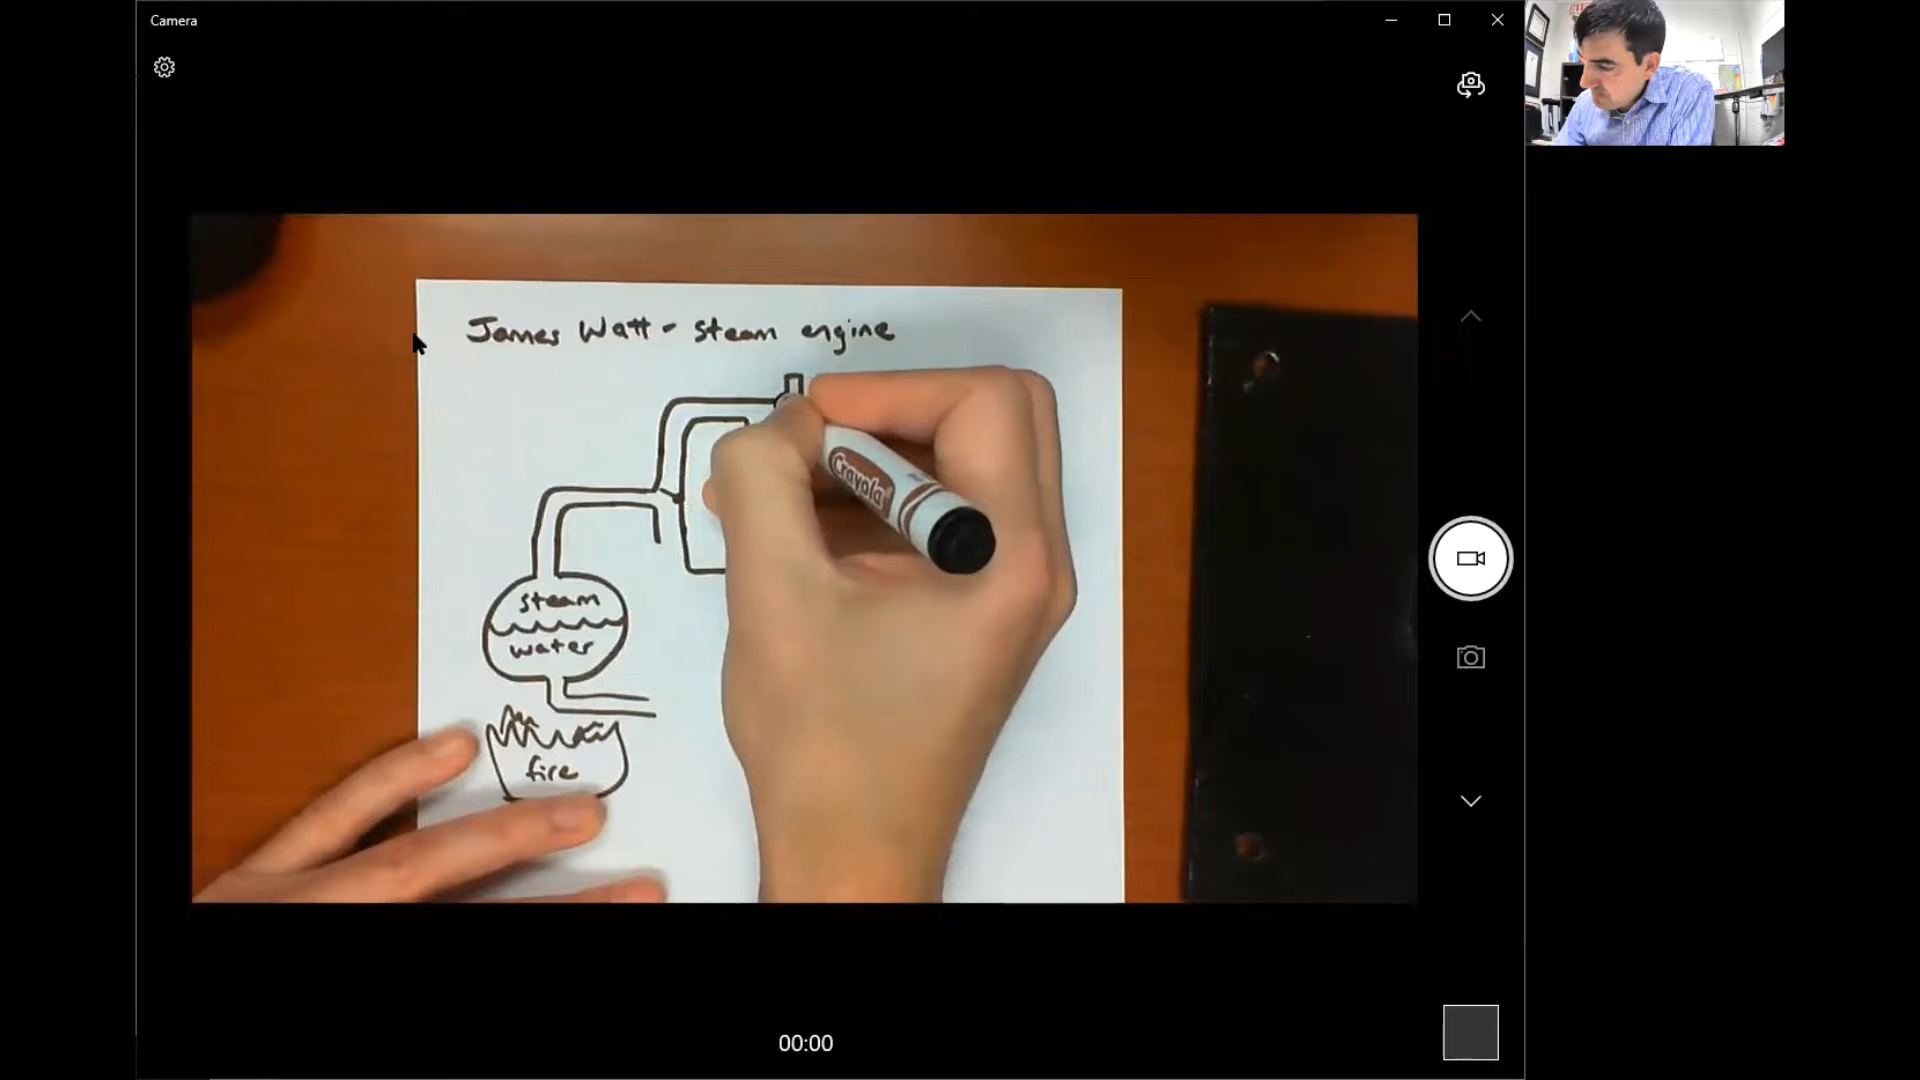 Camera
James Watt - steam engine
Crayola
steam
water
fire
00:00